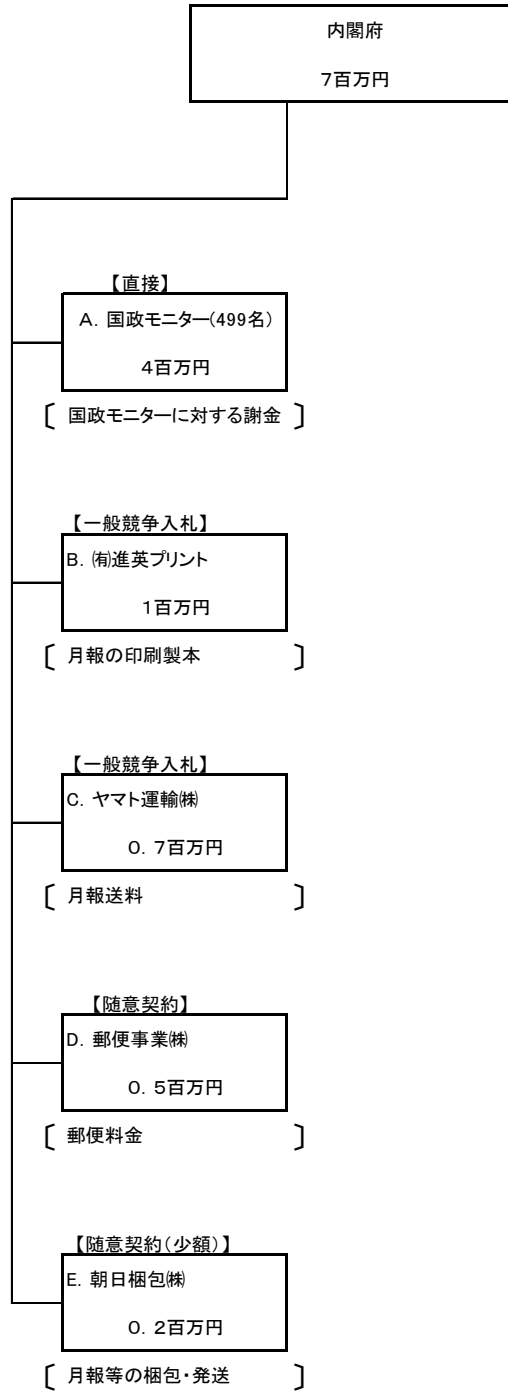 内閣府
7百万円
【直接】
A. 国政モニター(499名)
4百万円
〔 国政モニターに対する謝金 〕
【一般競争入札】
B. ㈲進英プリント
1百万円
〔 月報の印刷製本 〕
【一般競争入札】
C. ヤマト運輸㈱
0. 7百万円
〔 月報送料 〕
【随意契約】
D. 郵便事業㈱
0. 5百万円
〔 郵便料金 〕
【随意契約(少額)】
E. 朝日梱包㈱
0. 2百万円
〔 月報等の梱包・発送 〕